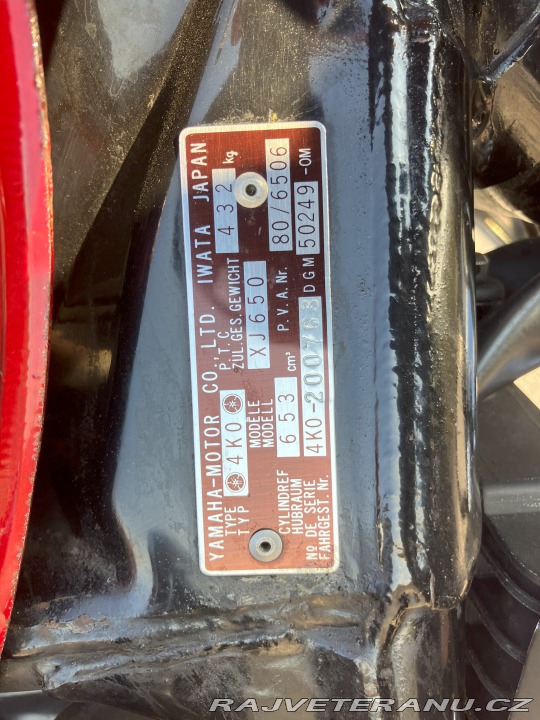 YAMAHA-MOTOR CO., LTD. IWATA JAPAN
TYPE
TYP
4K0
P.T.C.
ZUL.GES.GEWICHT
432 kg
MODÈLE
MODELL
XJ650
CYLINDREF
HUBRAUM
653 cm³
P.V.A. Nr.
80/6506
No DE SERIE
FAHRGEST. Nr.
4K0-200763
DGM 50249-OM
RAJVETERANU.CZ